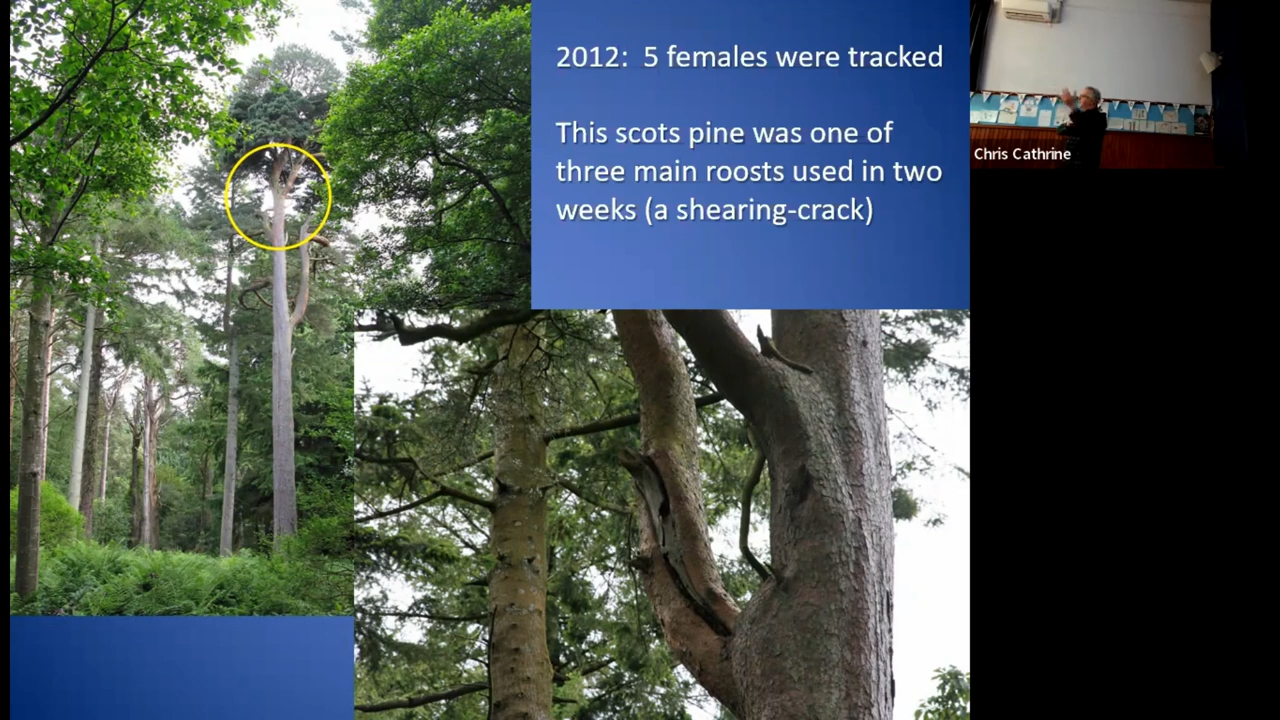 2012:  5 females were tracked
This scots pine was one of
three main roosts used in two
weeks (a shearing-crack)
Chris Cathrine